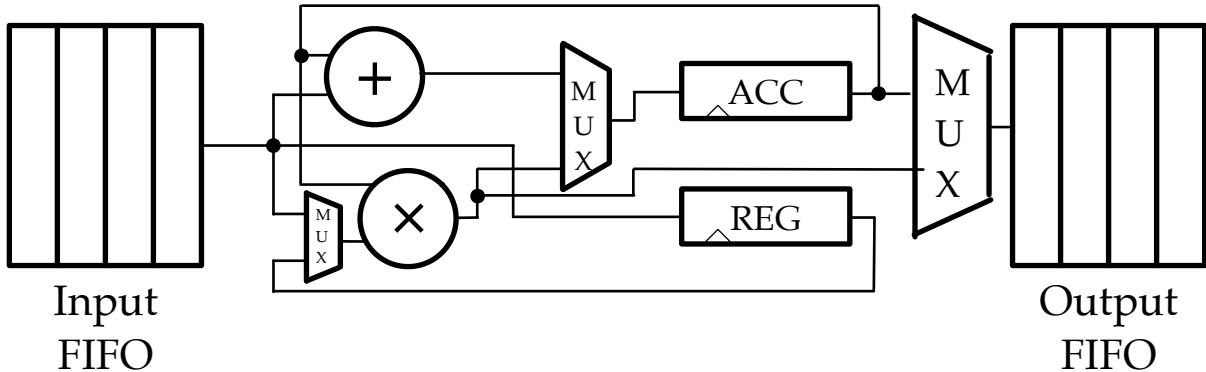 +
M
U
X
ACC
M
U
X
M
U
X
×
REG
Input
FIFO
Output
FIFO